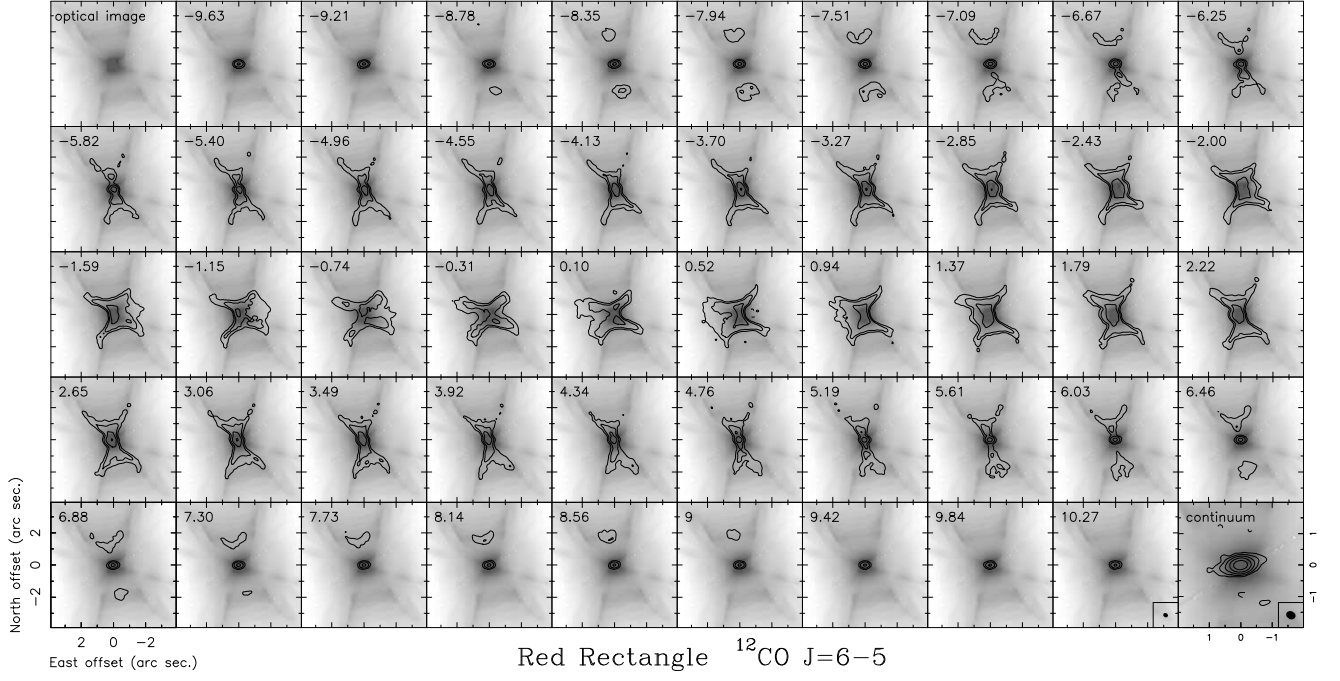 optical image −9.63 −9.21 −8.78 −8.35 −7.94 −7.51 −7.09 −6.67 −6.25
−5.82 −5.40 −4.96 −4.55 −4.13 −3.70 −3.27 −2.85 −2.43 −2.00
−1.59 −1.15 −0.74 −0.31 0.10 0.52 0.94 1.37 1.79 2.22
2.65 3.06 3.49 3.92 4.34 4.76 5.19 5.61 6.03 6.46
6.88 7.30 7.73 8.14 8.56 9 9.42 9.84 10.27 continuum
North offset (arc sec.)
2
0
−2
1
0
−1
2 0 −2
1 0 −1
East offset (arc sec.)
Red Rectangle ¹²CO J=6−5